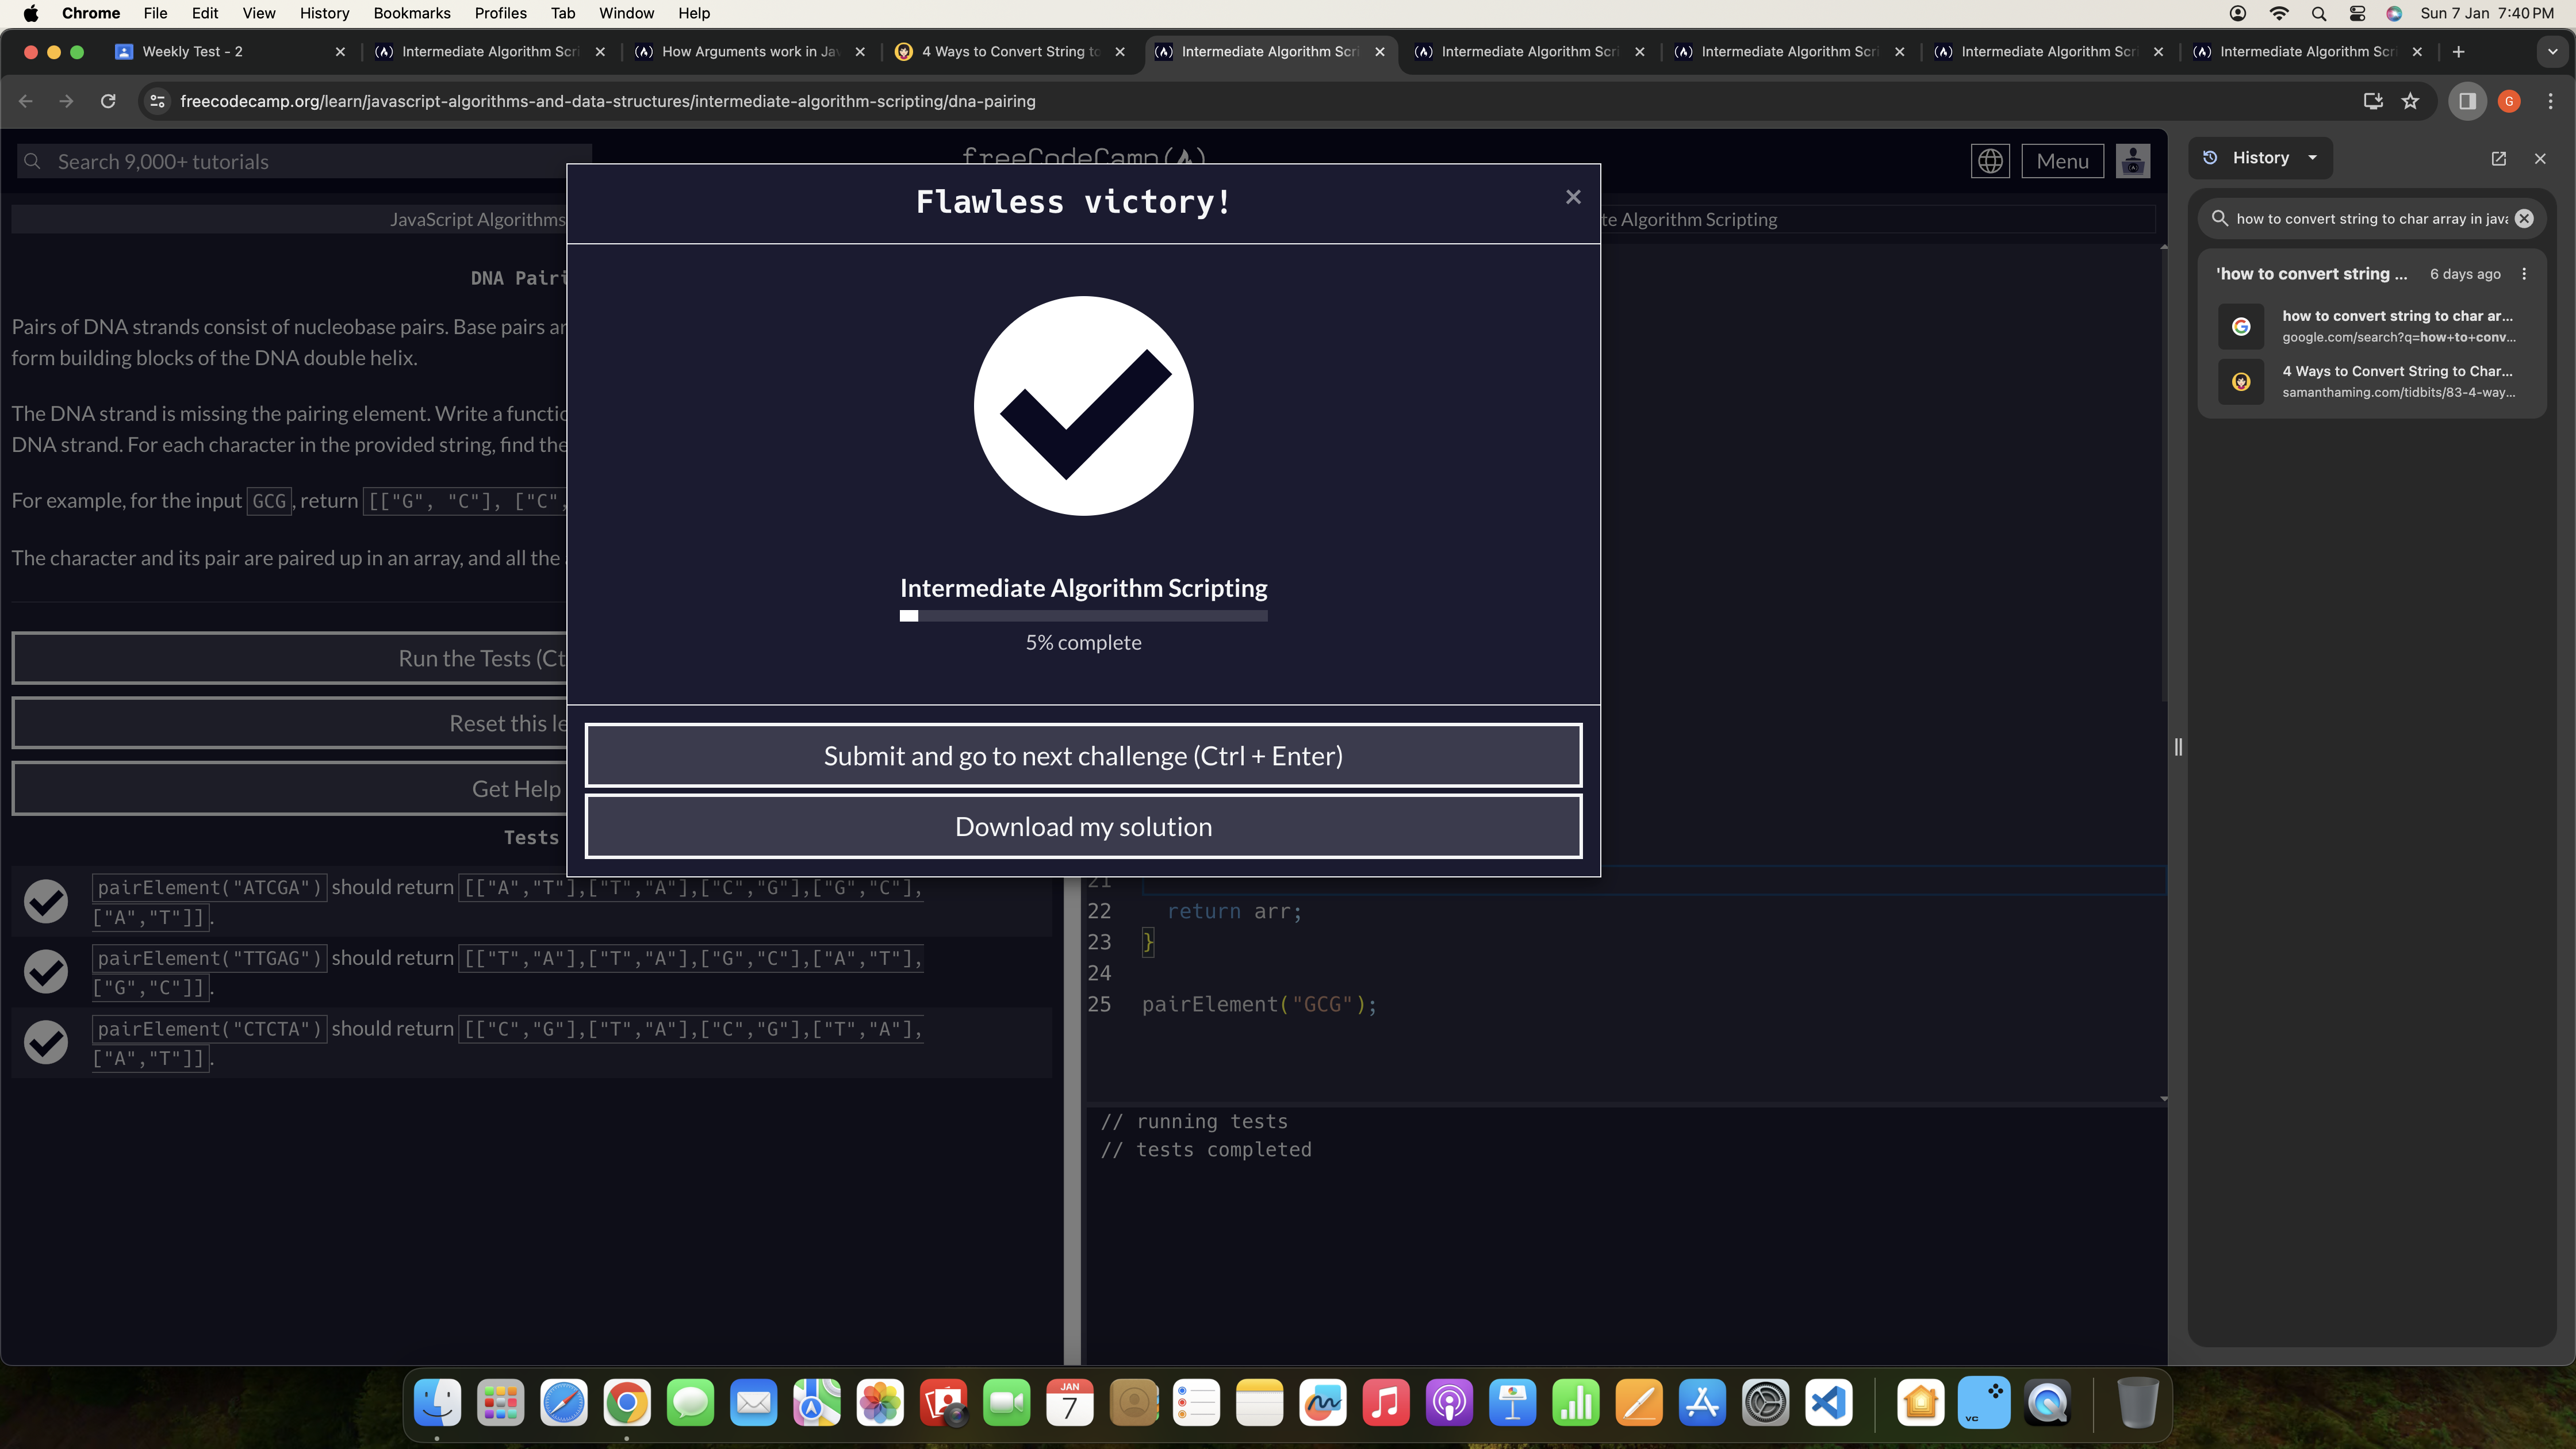 Chrome File Edit View History Bookmarks Profiles Tab Window Help Sun 7 Jan 7:40 PM
Weekly Test - 2 Intermediate Algorithm Scri How Arguments work in Jav 4 Ways to Convert String to Intermediate Algorithm Scri Intermediate Algorithm Scri Intermediate Algorithm Scri Intermediate Algorithm Scri Intermediate Algorithm Scri
freecodecamp.org/learn/javascript-algorithms-and-data-structures/intermediate-algorithm-scripting/dna-pairing G
Search 9,000+ tutorials
freeCodeCamp
Menu
JavaScript Algorithms
te Algorithm Scripting
DNA Pairi
Pairs of DNA strands consist of nucleobase pairs. Base pairs ar
form building blocks of the DNA double helix.
The DNA strand is missing the pairing element. Write a functio
DNA strand. For each character in the provided string, find the
For example, for the input GCG, return [["G", "C"], ["C",
The character and its pair are paired up in an array, and all the
Run the Tests (Ct
Reset this le
Get Help
Tests
pairElement("ATCGA") should return [["A","T"],["T","A"],["C","G"],["G","C"],
["A","T"]].
pairElement("TTGAG") should return [["T","A"],["T","A"],["G","C"],["A","T"],
["G","C"]].
pairElement("CTCTA") should return [["C","G"],["T","A"],["C","G"],["T","A"],
["A","T"]].
Flawless victory!
Intermediate Algorithm Scripting
5% complete
Submit and go to next challenge (Ctrl + Enter)
Download my solution
21
22 return arr;
23 }
24
25 pairElement("GCG");
// running tests
// tests completed
History
how to convert string to char array in java
'how to convert string ... 6 days ago
how to convert string to char ar...
google.com/search?q=how+to+conv...
4 Ways to Convert String to Char...
samanthaming.com/tidbits/83-4-way...
JAN
7
vc